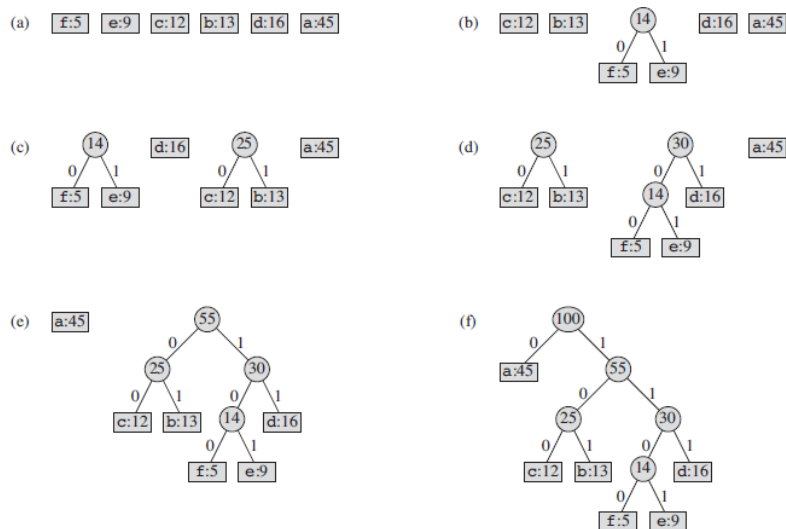 (a) f:5 e:9 c:12 b:13 d:16 a:45
(b) c:12 b:13 14 d:16 a:45
0 1
f:5 e:9
(c) 14 d:16 25 a:45
0 1 0 1
f:5 e:9 c:12 b:13
(d) 25 30 a:45
0 1 0 1
c:12 b:13 14 d:16
0 1
f:5 e:9
(e) a:45 55
0 1
25 30
0 1 0 1
c:12 b:13 14 d:16
0 1
f:5 e:9
(f) 100
0 1
a:45 55
0 1
25 30
0 1 0 1
c:12 b:13 14 d:16
0 1
f:5 e:9